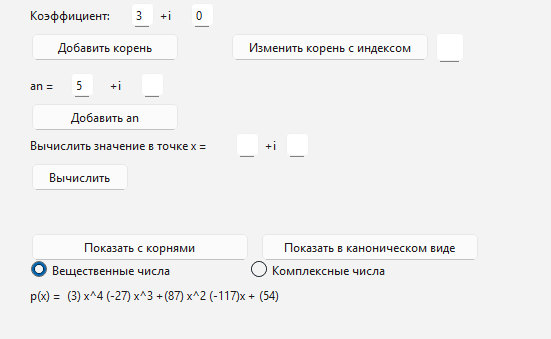 Коэффициент: 3 +i 0
Добавить корень Изменить корень с индексом
an = 5 +i
Добавить an
Вычислить значение в точке x = +i
Вычислить
Показать с корнями Показать в каноническом виде
Вещественные числа Комплексные числа
p(x) = (3) x^4 (-27) x^3 +(87) x^2 (-117)x + (54)